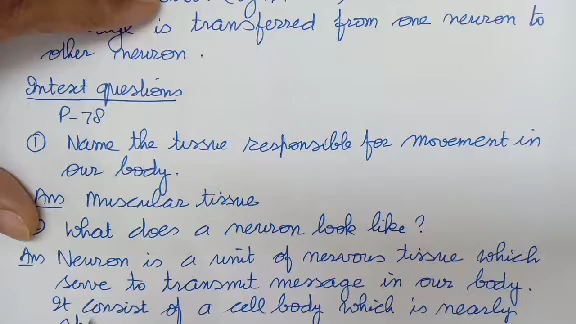 is transferred from one neuron to
other neuron.
Intext questions
P-78
① Name the tissue responsible for movement in
our body.
Ans Muscular tissue
What does a neuron look like?
Ans Neuron is a unit of nervous tissue which
serve to transmt message in our body.
It consist of a cell body which is nearly